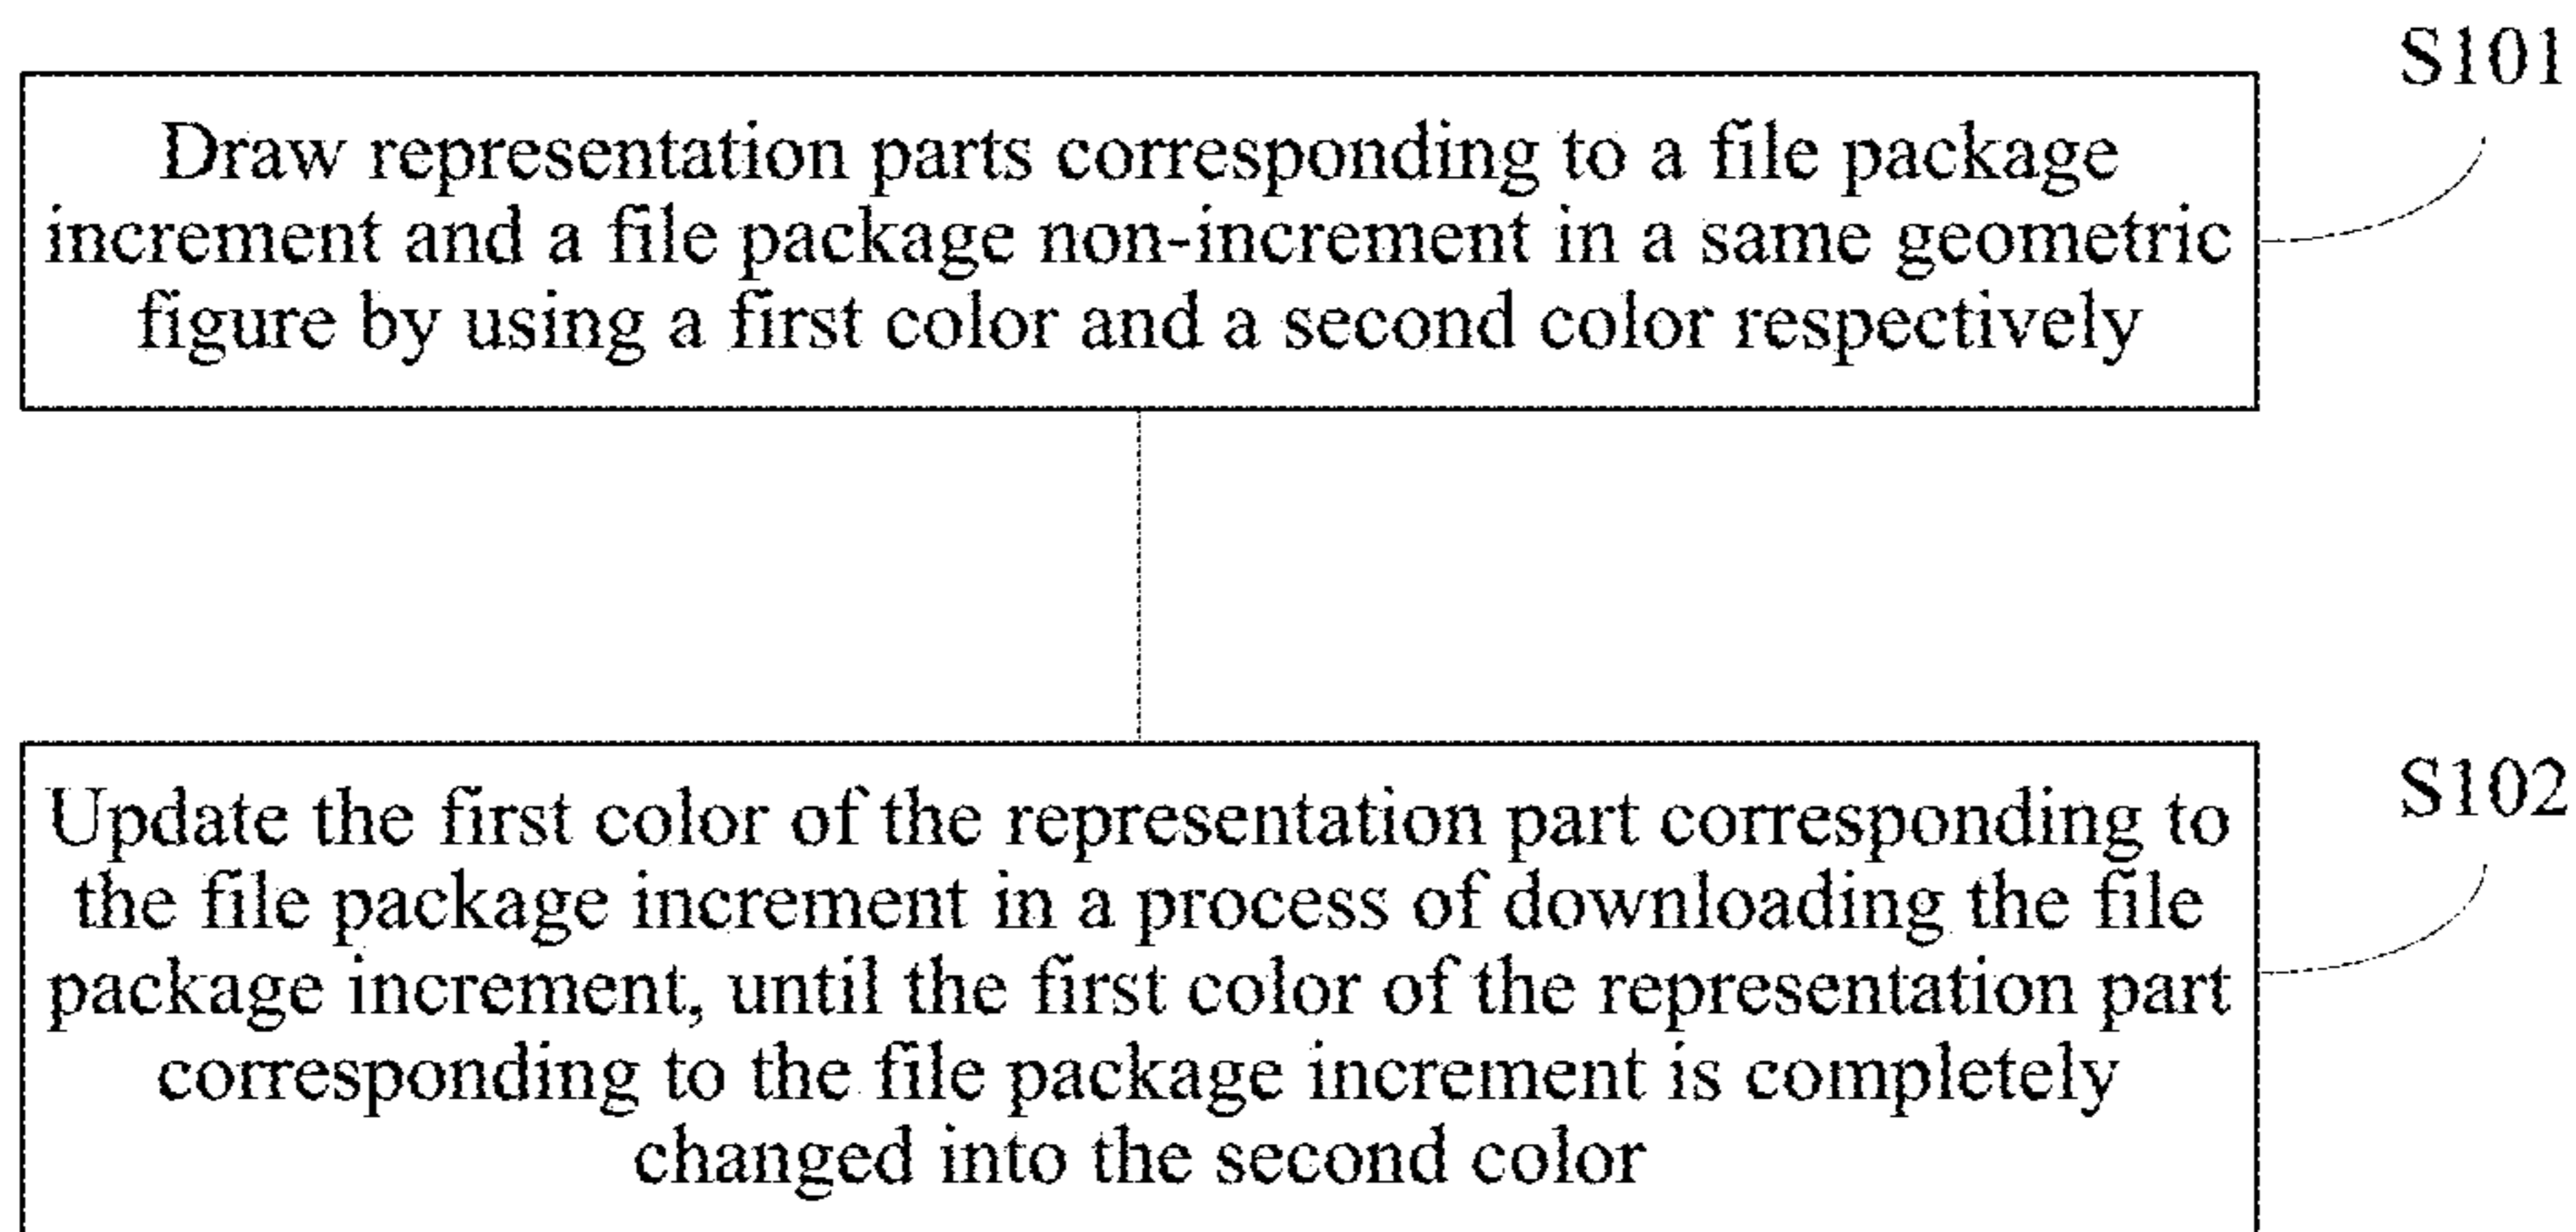 S101
Draw representation parts corresponding to a file package
increment and a file package non-increment in a same geometric
figure by using a first color and a second color respectively
S102
Update the first color of the representation part corresponding to
the file package increment in a process of downloading the file
package increment, until the first color of the representation part
corresponding to the file package increment is completely
changed into the second color